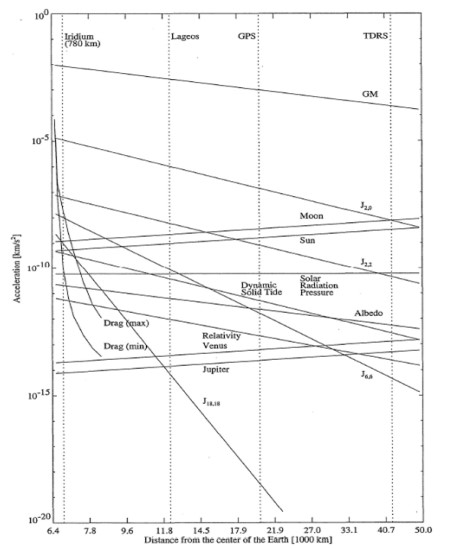 10⁰
Iridium
(780 km)
Lageos
GPS
TDRS
GM
10⁻⁵
J₂,₀
Moon
Sun
J₂,₂
10⁻¹⁰
Dynamic
Solid Tide
Solar
Radiation
Pressure
Albedo
Drag (max)
Relativity
Drag (min)
Venus
Jupiter
J₆,₆
10⁻¹⁵
J₁₈,₁₈
10⁻²⁰
Acceleration [km/s²]
6.4 7.8 9.6 11.8 14.5 17.9 21.9 27.0 33.1 40.7 50.0
Distance from the center of the Earth [1000 km]